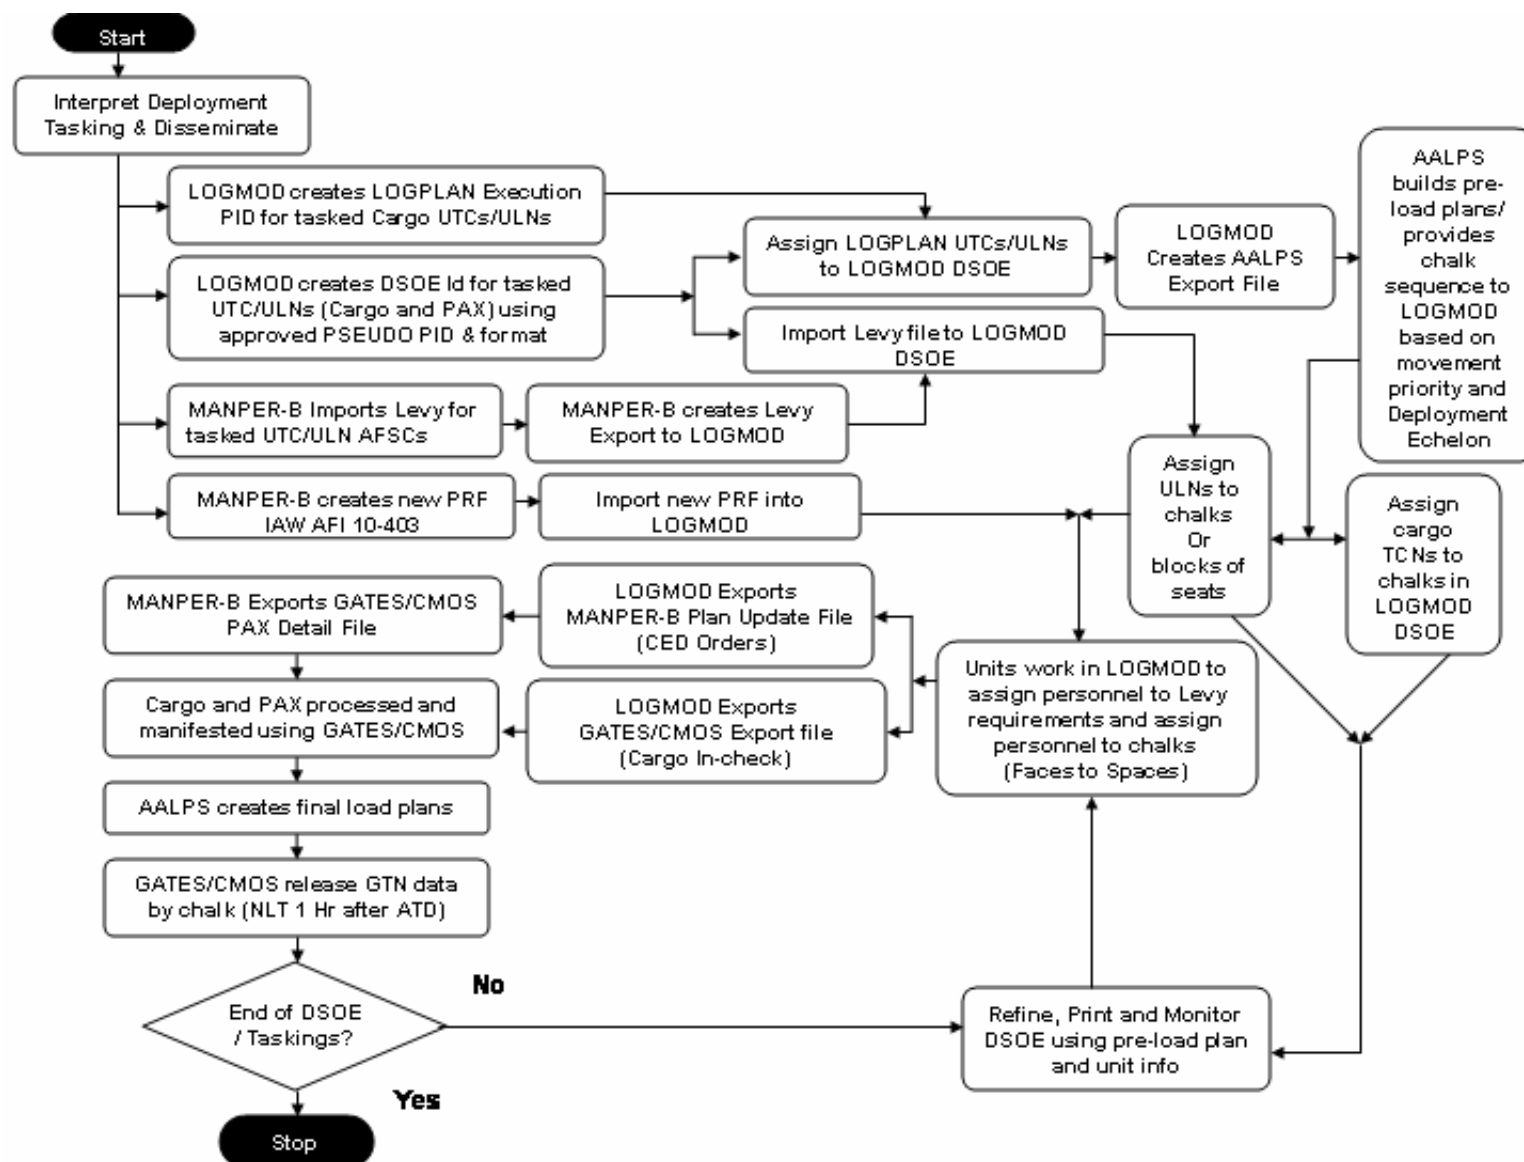 Start
Interpret Deployment
Tasking & Disseminate
LOGMOD creates LOGPLAN Execution
PID for tasked Cargo UTCs/ULNs
LOGMOD creates DSOE Id for tasked
UTC/ULNs (Cargo and PAX) using
approved PSEUDO PID & format
MANPER-B Imports Levy for
tasked UTC/ULN AFSCs
MANPER-B creates Levy
Export to LOGMOD
MANPER-B creates new PRF
IAW AFI 10-403
Import new PRF into
LOGMOD
Assign LOGPLAN UTCs/ULNs
to LOGMOD DSOE
Import Levy file to LOGMOD
DSOE
LOGMOD
Creates AALPS
Export File
AALPS
builds pre-
load plans/
provides
chalk
sequence to
LOGMOD
based on
movement
priority and
Deployment
Echelon
Assign
ULNs to
chalks
Or
blocks of
seats
Assign
cargo
TCNs to
chalks in
LOGMOD
DSOE
Units work in LOGMOD to
assign personnel to Levy
requirements and assign
personnel to chalks
(Faces to Spaces)
LOGMOD Exports
MANPER-B Plan Update File
(CED Orders)
LOGMOD Exports
GATES/CMOS Export file
(Cargo In-check)
MANPER-B Exports GATES/CMOS
PAX Detail File
Cargo and PAX processed and
manifested using GATES/CMOS
AALPS creates final load plans
GATES/CMOS release GTN data
by chalk (NLT 1 Hr after ATD)
End of DSOE
/ Taskings?
No
Refine, Print and Monitor
DSOE using pre-load plan
and unit info
Yes
Stop